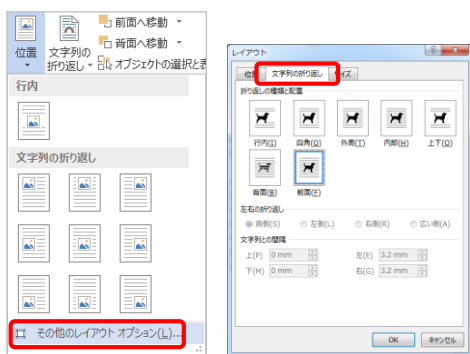 位置
文字列の
折り返し
前面へ移動
背面へ移動
オブジェクトの選択と表
行内
文字列の折り返し
その他のレイアウト オプション(L)...
レイアウト
位置
文字列の折り返し
イズ
折り返しの種類と配置
行内(I)
四角(Q)
外周(T)
内部(H)
上下(O)
背面(B)
前面(F)
左右の折り返し
両側(S)
左側(L)
右側(R)
広い側(A)
文字列との間隔
上(P) 0 mm
左(E) 3.2 mm
下(M) 0 mm
右(G) 3.2 mm
OK
キャンセル